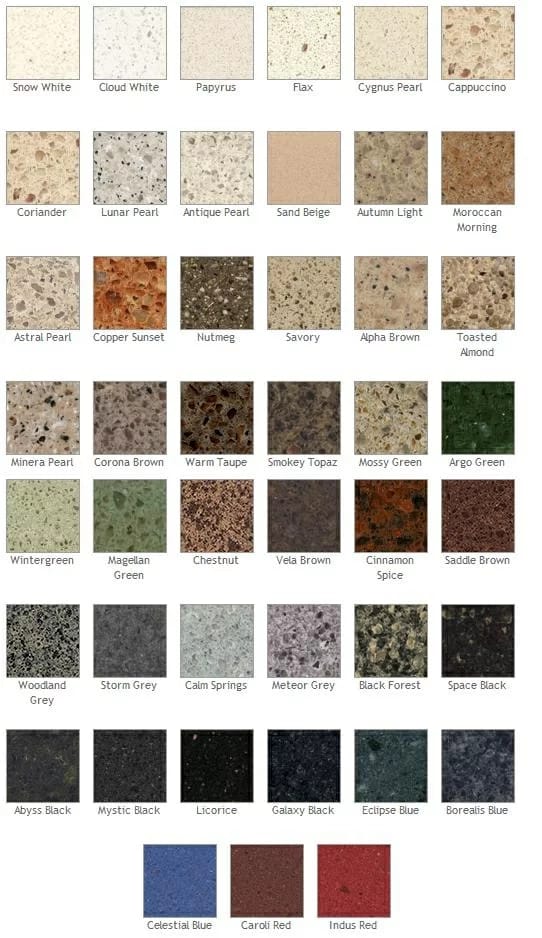 Snow White
Cloud White
Papyrus
Flax
Cygnus Pearl
Cappuccino
Coriander
Lunar Pearl
Antique Pearl
Sand Beige
Autumn Light
Moroccan
Morning
Astral Pearl
Copper Sunset
Nutmeg
Savory
Alpha Brown
Toasted
Almond
Minera Pearl
Corona Brown
Warm Taupe
Smokey Topaz
Mossy Green
Argo Green
Wintergreen
Magellan
Green
Chestnut
Vela Brown
Cinnamon
Spice
Saddle Brown
Woodland
Grey
Storm Grey
Calm Springs
Meteor Grey
Black Forest
Space Black
Abyss Black
Mystic Black
Licorice
Galaxy Black
Eclipse Blue
Borealis Blue
Celestial Blue
Caroli Red
Indus Red